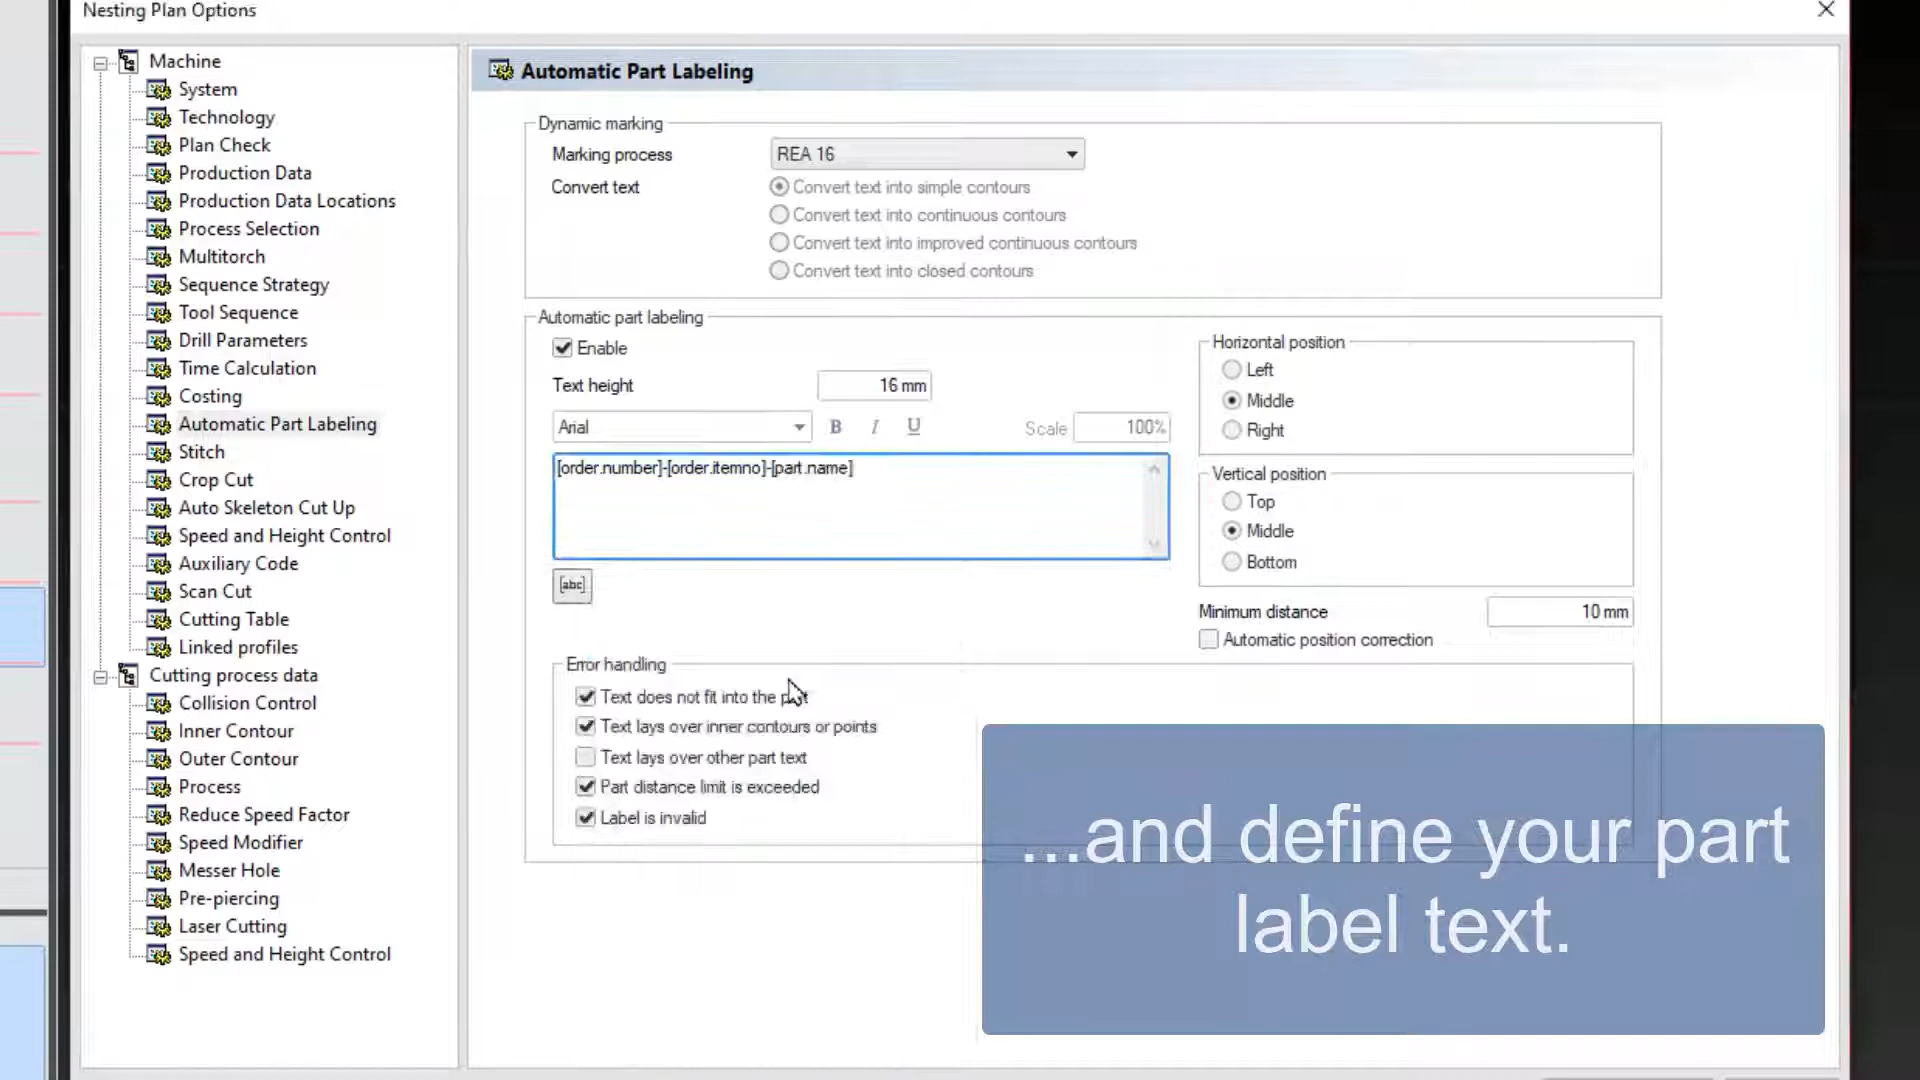 Nesting Plan Options
Machine
System
Technology
Plan Check
Production Data
Production Data Locations
Process Selection
Multitorch
Sequence Strategy
Tool Sequence
Drill Parameters
Time Calculation
Costing
Automatic Part Labeling
Stitch
Crop Cut
Auto Skeleton Cut Up
Speed and Height Control
Auxiliary Code
Scan Cut
Cutting Table
Linked profiles
Cutting process data
Collision Control
Inner Contour
Outer Contour
Process
Reduce Speed Factor
Speed Modifier
Messer Hole
Pre-piercing
Laser Cutting
Speed and Height Control
Automatic Part Labeling
Dynamic marking
Marking process REA 16
Convert text Convert text into simple contours
Convert text into continuous contours
Convert text into improved continuous contours
Convert text into closed contours
Automatic part labeling
Enable
Text height 16 mm
Arial B I U Scale 100%
[order.number]-[order.itemno]-[part.name]
[abc]
Horizontal position
Left
Middle
Right
Vertical position
Top
Middle
Bottom
Minimum distance 10 mm
Automatic position correction
Error handling
Text does not fit into the part
Text lays over inner contours or points
Text lays over other part text
Part distance limit is exceeded
Label is invalid
...and define your part
label text.